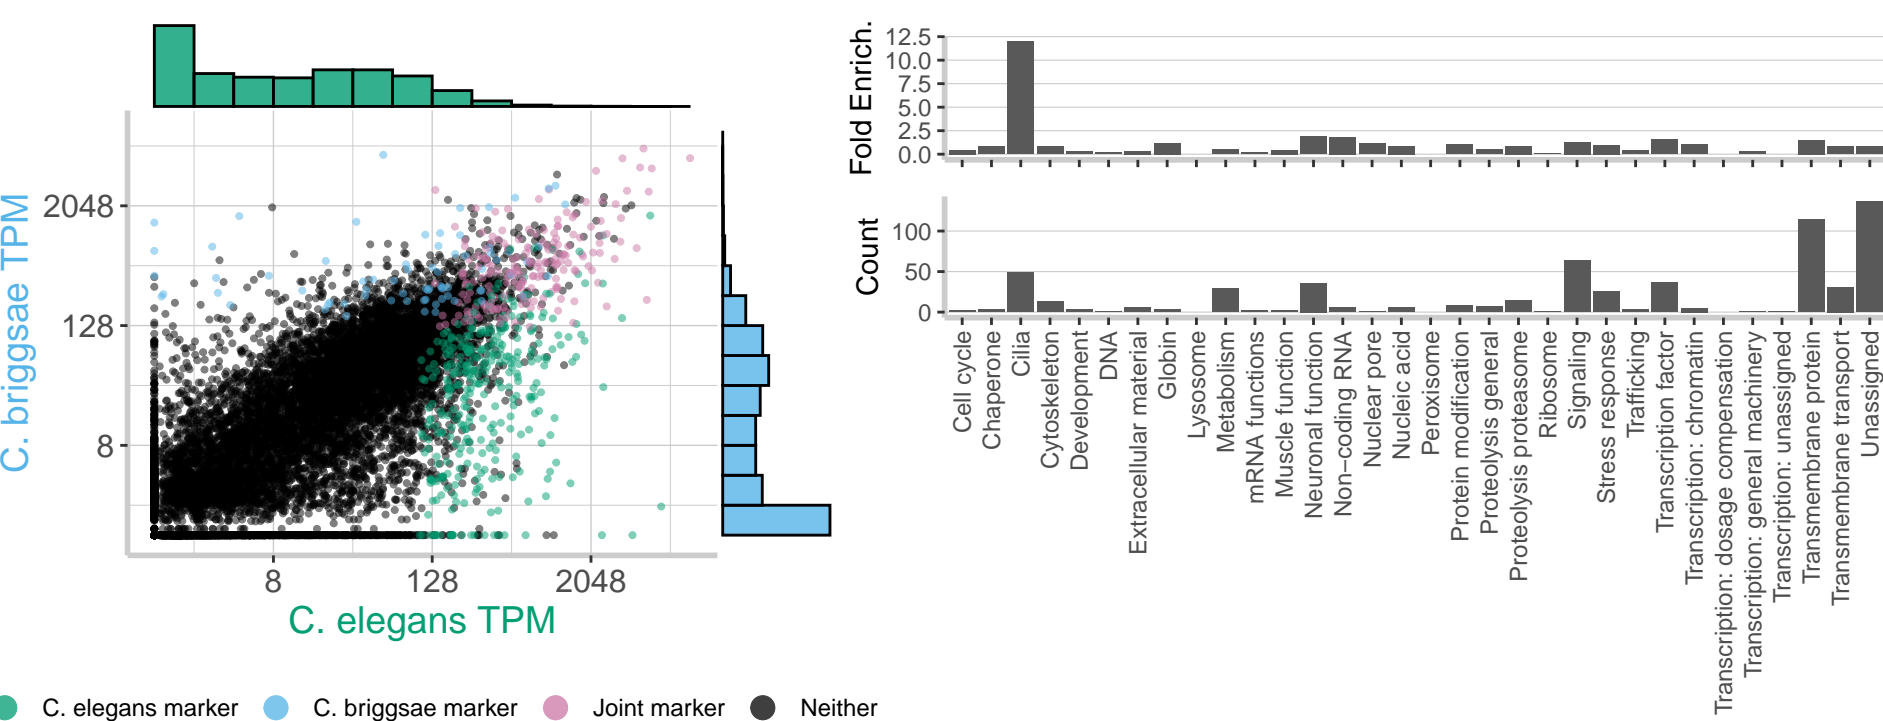 C. briggsae TPM
2048
128
8
8
128
2048
C. elegans TPM
C. elegans marker
C. briggsae marker
Joint marker
Neither
Fold Enrich.
12.5
10.0
7.5
5.0
2.5
0.0
Count
100
50
0
Cell cycle
Chaperone
Cilia
Cytoskeleton
Development
DNA
Extracellular material
Globin
Lysosome
Metabolism
mRNA functions
Muscle function
Neuronal function
Non−coding RNA
Nuclear pore
Nucleic acid
Peroxisome
Protein modification
Proteolysis general
Proteolysis proteasome
Ribosome
Signaling
Stress response
Trafficking
Transcription factor
Transcription: chromatin
Transcription: dosage compensation
Transcription: general machinery
Transcription: unassigned
Transmembrane protein
Transmembrane transport
Unassigned